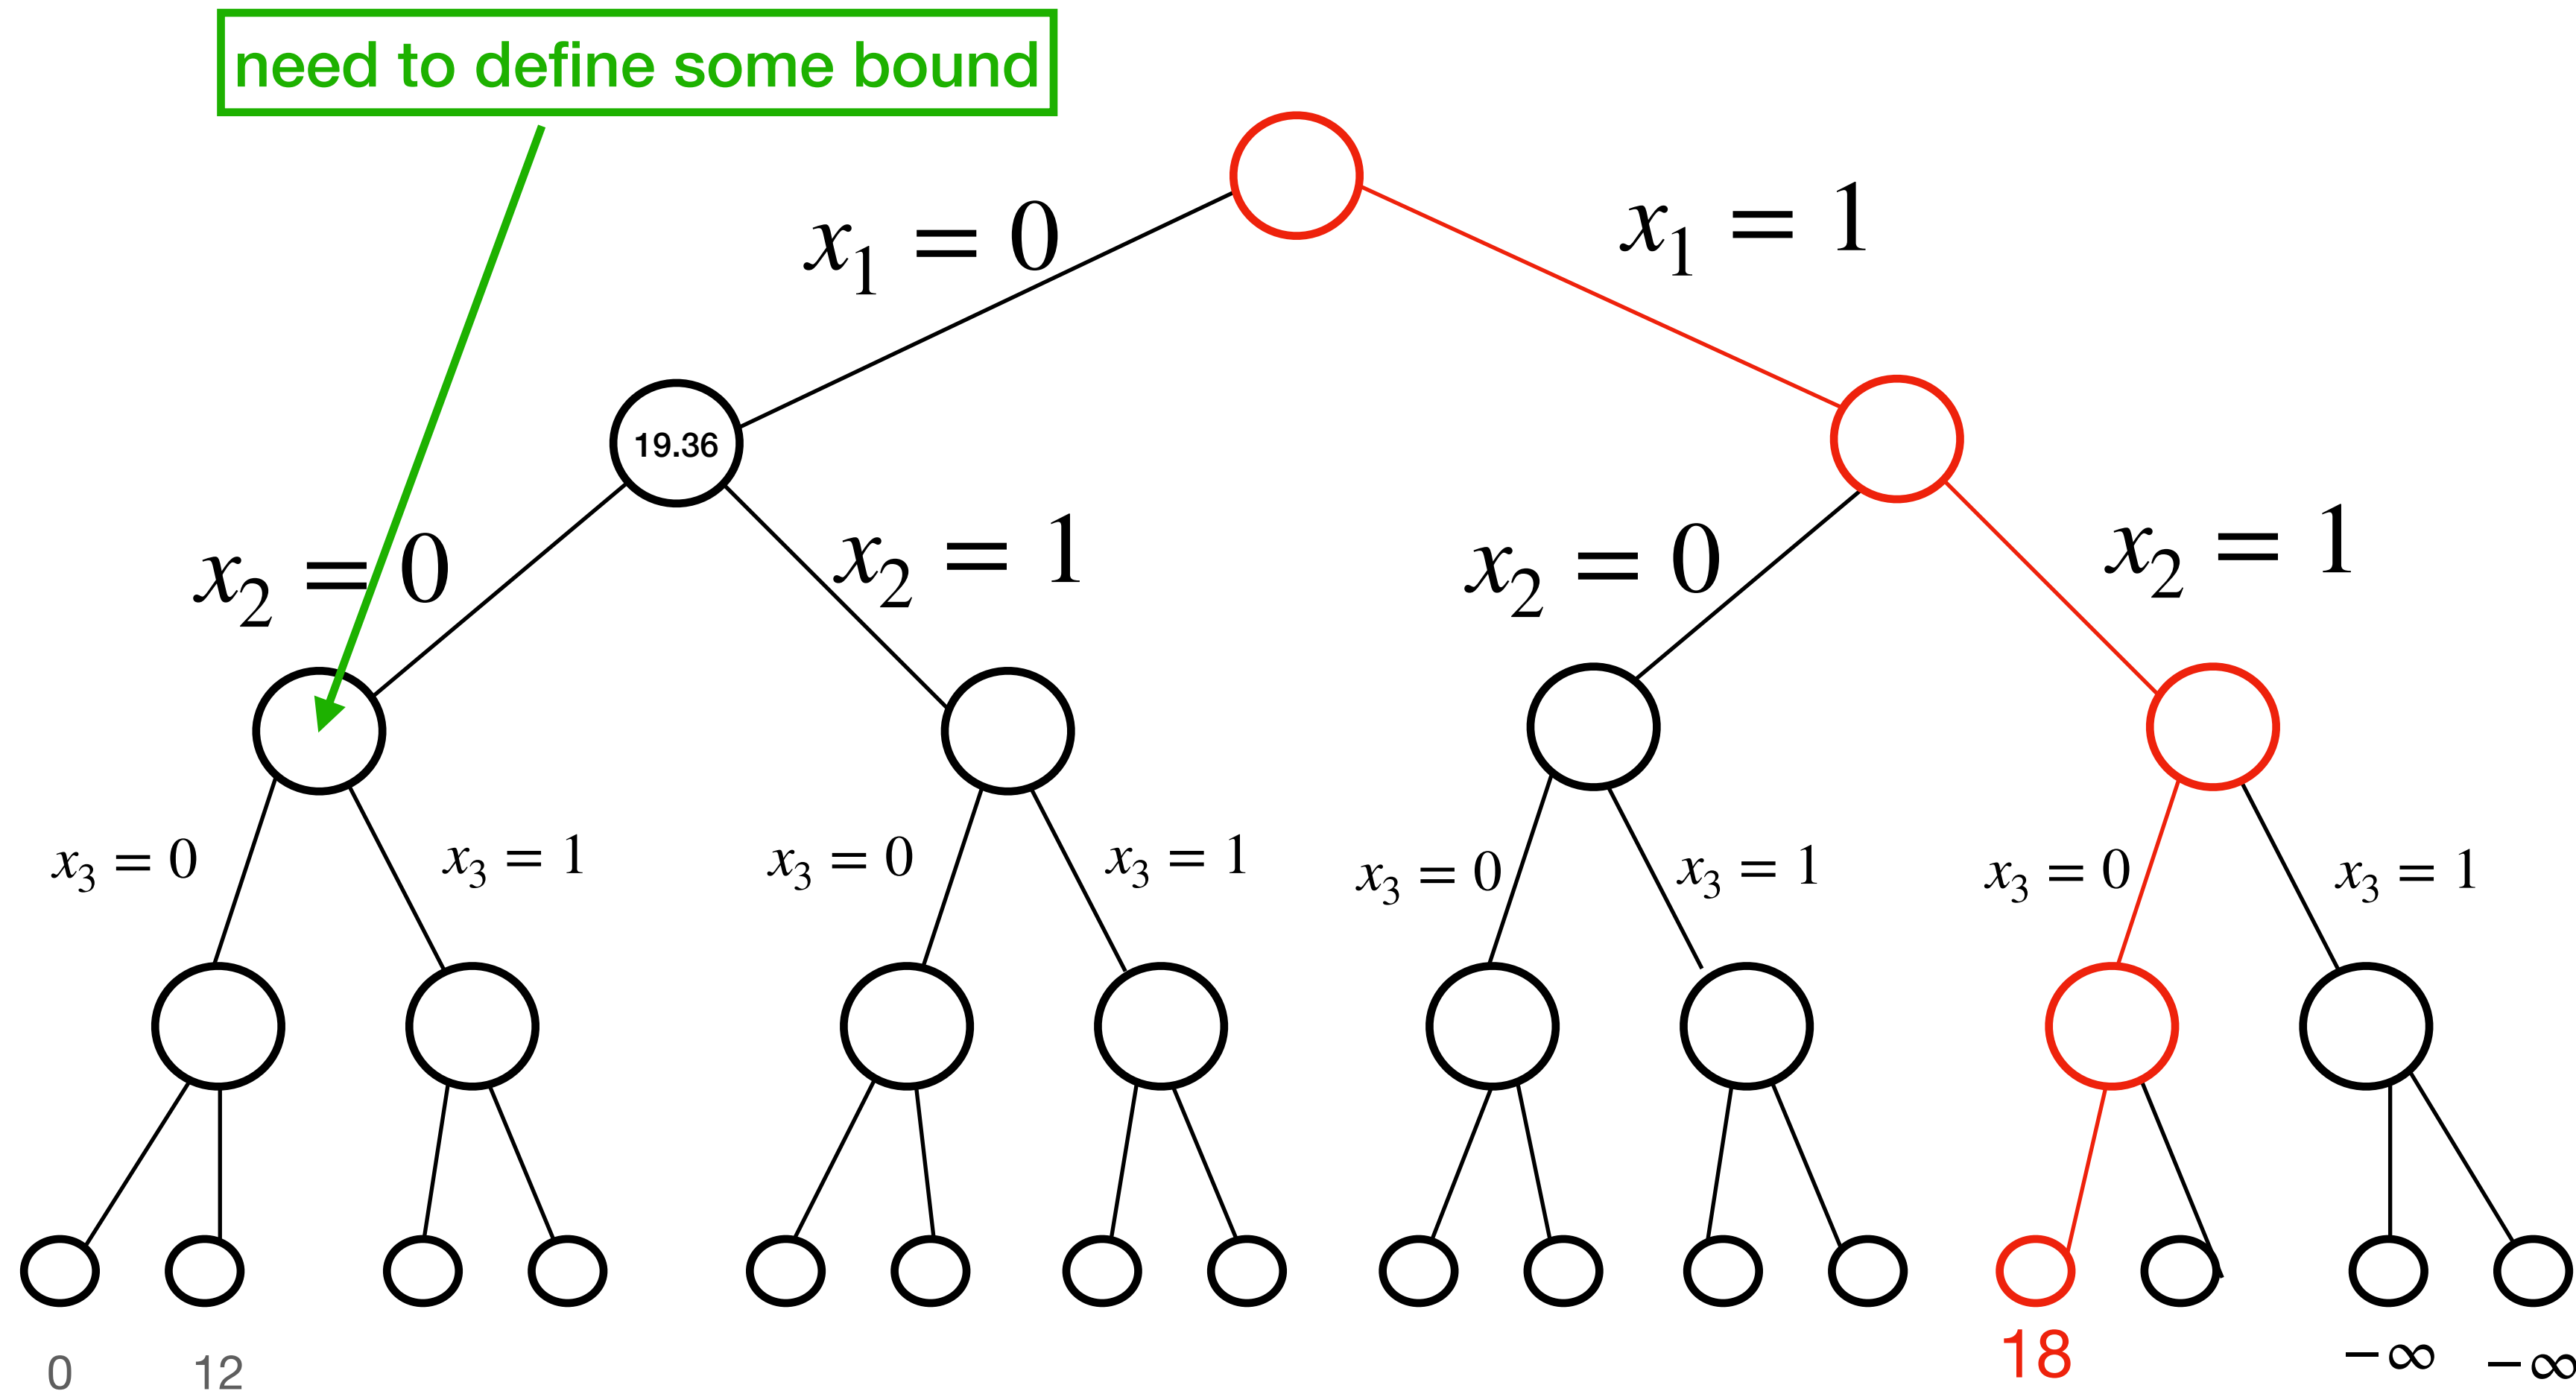 need to define some bound
x₁ = 0
x₁ = 1
19.36
x₂ = 0
x₂ = 1
x₂ = 0
x₂ = 1
x₃ = 0
x₃ = 1
x₃ = 0
x₃ = 1
x₃ = 0
x₃ = 1
x₃ = 0
x₃ = 1
0
12
18
−∞
−∞